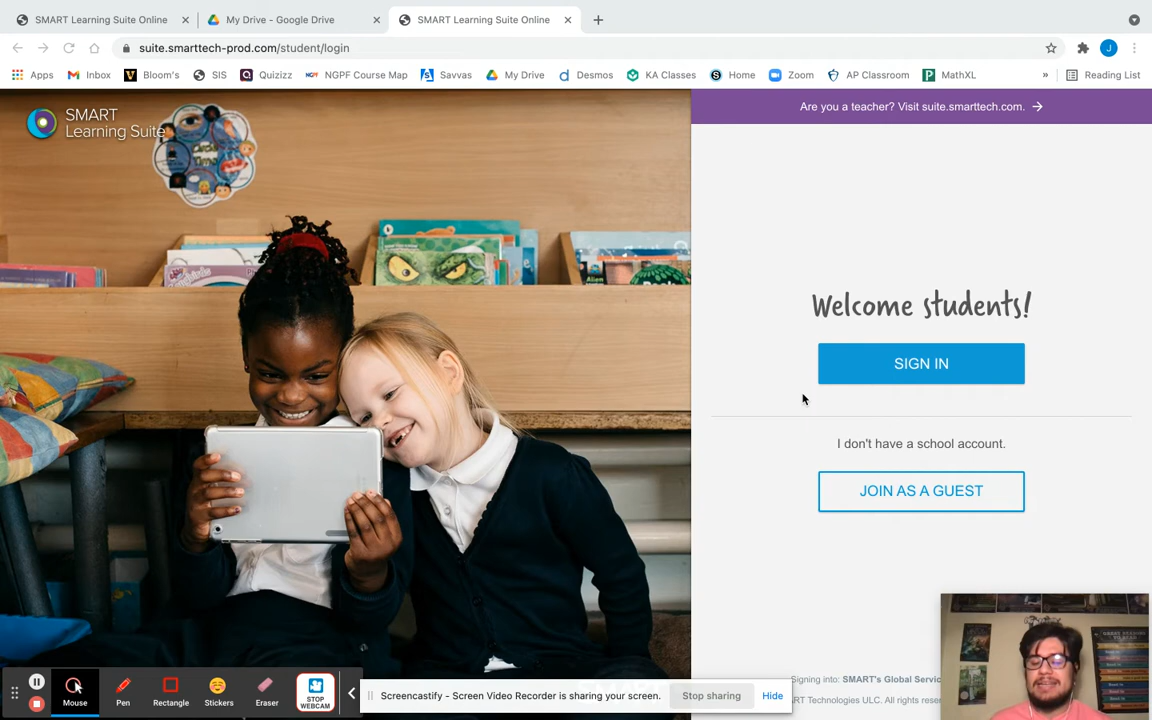 SMART Learning Suite Online
My Drive - Google Drive
SMART Learning Suite Online
suite.smarttech-prod.com/student/login
Apps
Inbox
Bloom's
SIS
Quizizz
NGPF Course Map
Savvas
My Drive
Desmos
KA Classes
Home
Zoom
AP Classroom
MathXL
»
Reading List
SMART
Learning Suite
Are you a teacher? Visit suite.smarttech.com. →
Welcome students!
SIGN IN
I don't have a school account.
JOIN AS A GUEST
Signing into: SMART's Global
Technologies ULC. All rights
Mouse
Pen
Rectangle
Stickers
Eraser
STOP
WEBCAM
Screencastify - Screen Video Recorder is sharing your screen.
Stop sharing
Hide